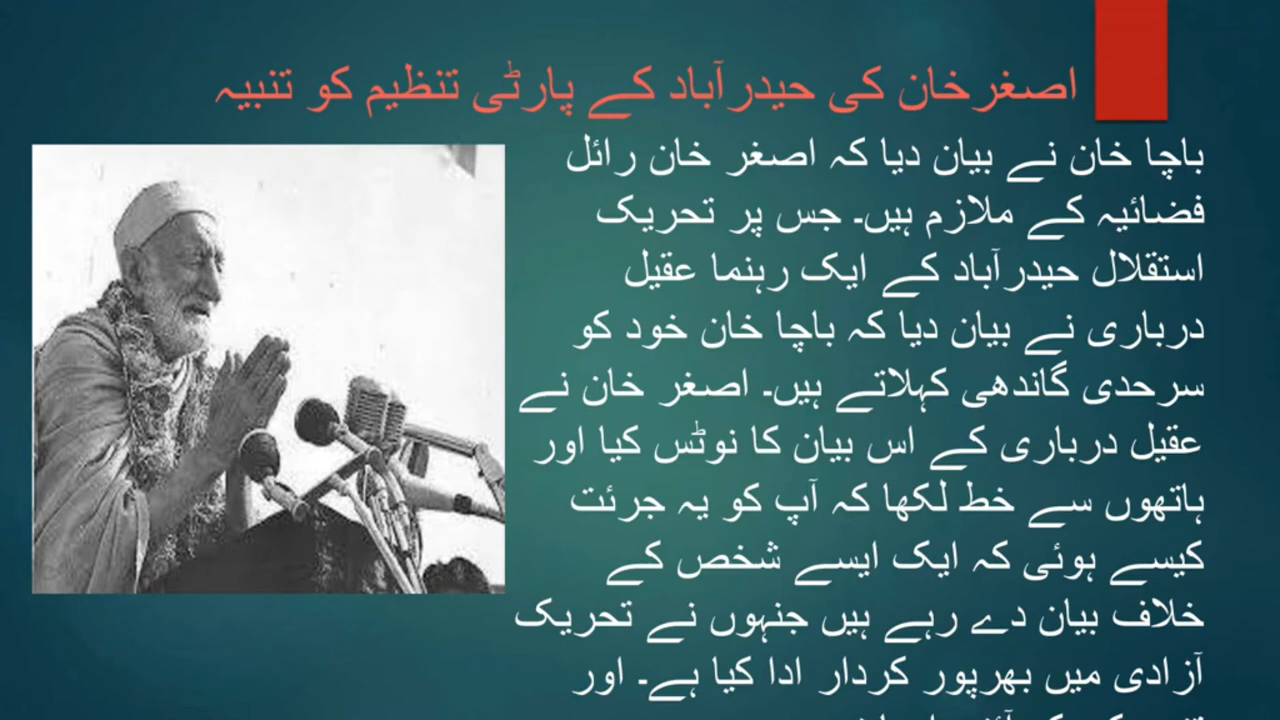 اصغرخان کی حیدرآباد کے پارٹی تنظیم کو تنبیہ
باچا خان نے بیان دیا کہ اصغر خان رائل
فضائیہ کے ملازم ہیں۔ جس پر تحریک
استقلال حیدرآباد کے ایک رہنما عقیل
درباری نے بیان دیا کہ باچا خان خود کو
سرحدی گاندھی کہلاتے ہیں۔ اصغر خان نے
عقیل درباری کے اس بیان کا نوٹس کیا اور
ہاتھوں سے خط لکھا کہ آپ کو یہ جرئت
کیسے ہوئی کہ ایک ایسے شخص کے
خلاف بیان دے رہے ہیں جنہوں نے تحریک
آزادی میں بھرپور کردار ادا کیا ہے۔ اور